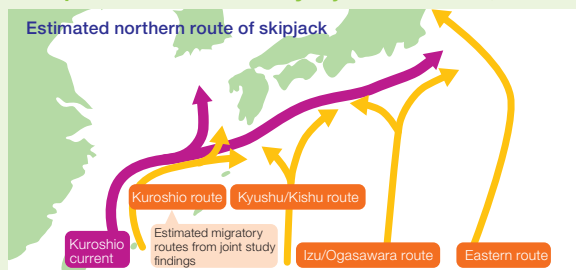 Estimated northern route of skipjack
Kuroshio route
Kyushu/Kishu route
Estimated migratory
routes from joint study
findings
Kuroshio
current
Izu/Ogasawara route
Eastern route